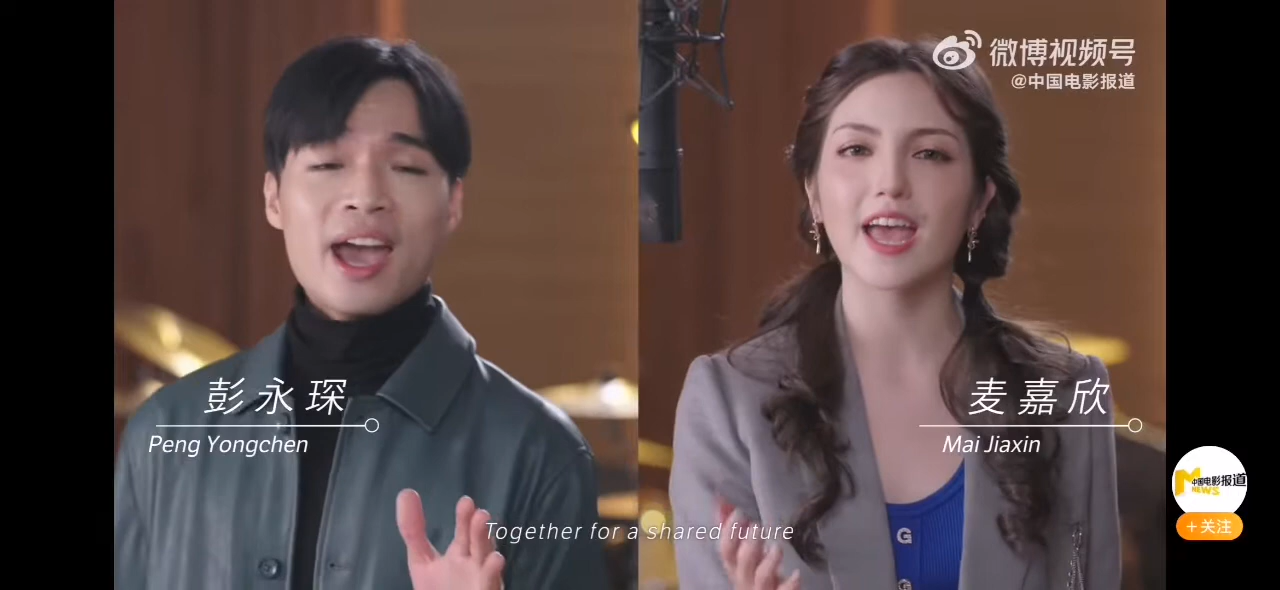 微博视频号
@中国电影报道
彭永琛
Peng Yongchen
麦嘉欣
Mai Jiaxin
Together for a shared future
G
G
中国电影报道
NEWS
+关注